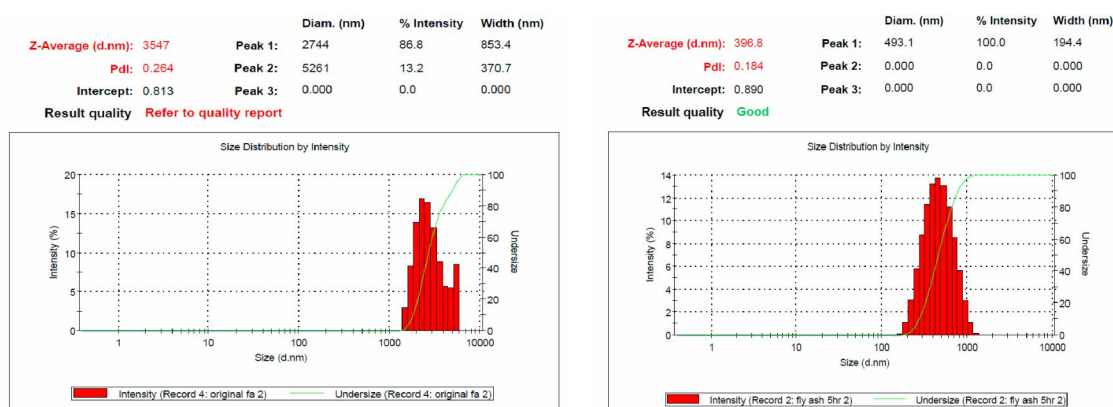 Diam. (nm) % Intensity Width (nm)
Z-Average (d.nm): 3547 Peak 1: 2744 86.8 853.4
PdI: 0.264 Peak 2: 5261 13.2 370.7
Intercept: 0.813 Peak 3: 0.000 0.0 0.000
Result quality Refer to quality report
Size Distribution by Intensity
20
15
10
5
0
Intensity (%)
100
80
60
40
20
0
Undersize
1 10 100 1000 10000
Size (d.nm)
Intensity (Record 4: original fa 2) Undersize (Record 4: original fa 2)
Diam. (nm) % Intensity Width (nm)
Z-Average (d.nm): 396.8 Peak 1: 493.1 100.0 194.4
PdI: 0.184 Peak 2: 0.000 0.0 0.000
Intercept: 0.890 Peak 3: 0.000 0.0 0.000
Result quality Good
Size Distribution by Intensity
14
12
10
8
6
4
2
0
Intensity (%)
100
80
60
40
20
0
Undersize
1 10 100 1000 10000
Size (d.nm)
Intensity (Record 2: fly ash 5hr 2) Undersize (Record 2: fly ash 5hr 2)